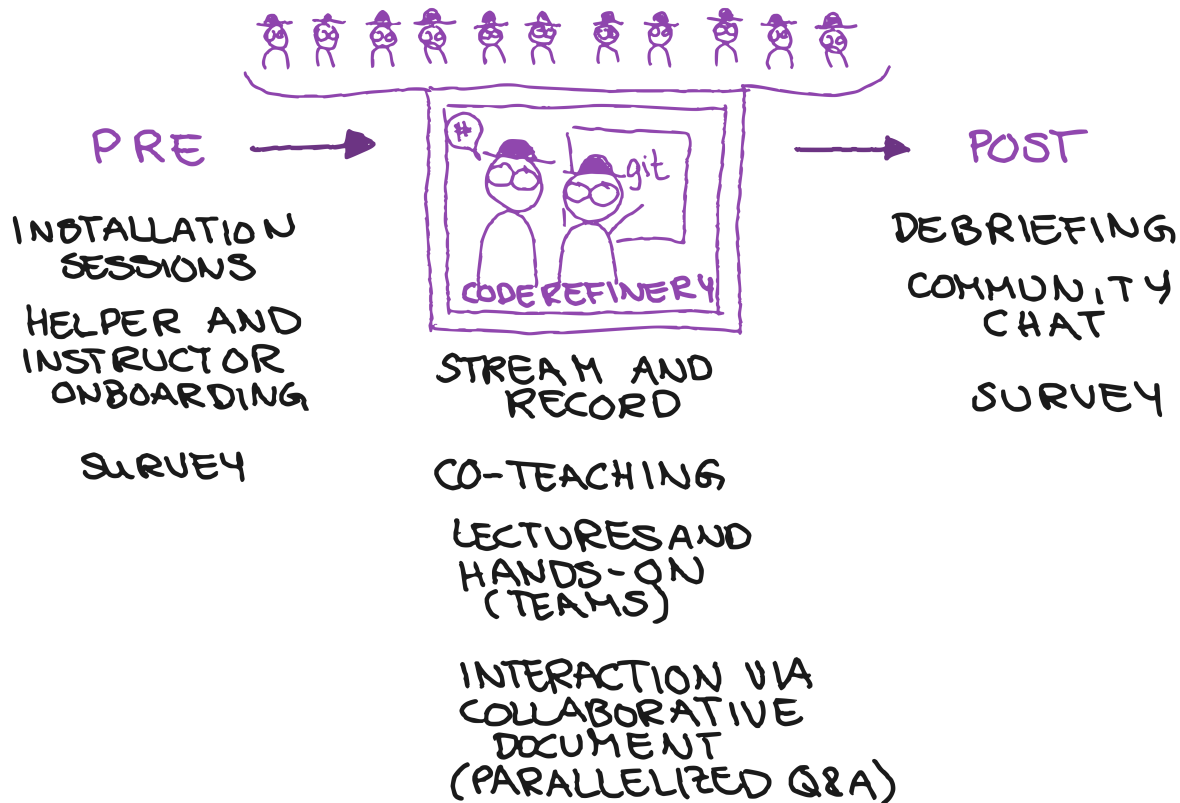 PRE
INSTALLATION
SESSIONS
HELPER AND
INSTRUCTOR
ONBOARDING
SURVEY
#
git
CODEREFINERY
STREAM AND
RECORD
CO-TEACHING
LECTURES AND
HANDS-ON
(TEAMS)
INTERACTION VIA
COLLABORATIVE
DOCUMENT
(PARALLELIZED Q&A)
POST
DEBRIEFING
COMMUNITY
CHAT
SURVEY